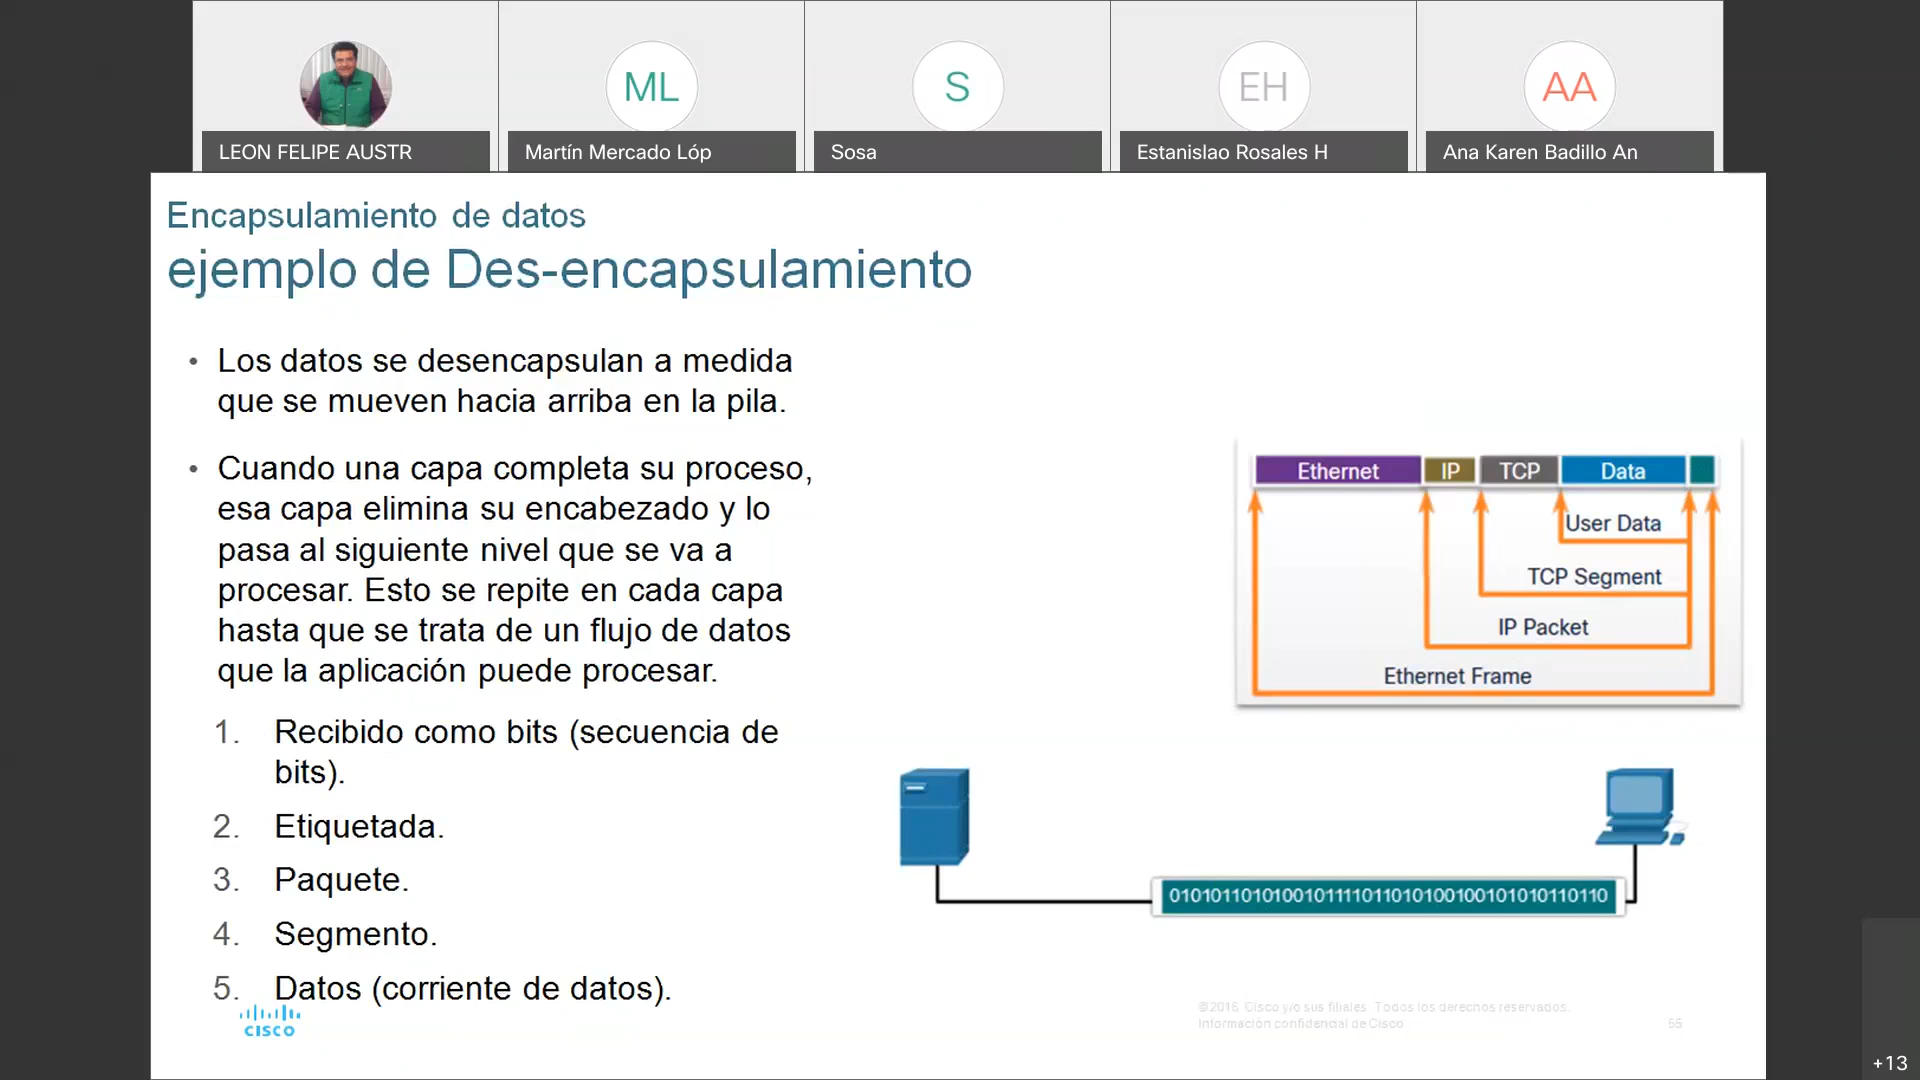 ML
S
EH
AA
LEON FELIPE AUSTR
Martín Mercado Lóp
Sosa
Estanislao Rosales H
Ana Karen Badillo An
Encapsulamiento de datos
ejemplo de Des-encapsulamiento
• Los datos se desencapsulan a medida
que se mueven hacia arriba en la pila.
• Cuando una capa completa su proceso,
esa capa elimina su encabezado y lo
pasa al siguiente nivel que se va a
procesar. Esto se repite en cada capa
hasta que se trata de un flujo de datos
que la aplicación puede procesar.
1. Recibido como bits (secuencia de
bits).
2. Etiquetada.
3. Paquete.
4. Segmento.
5. Datos (corriente de datos).
Ethernet IP TCP Data
User Data
TCP Segment
IP Packet
Ethernet Frame
010101101010010111101101010010010101010110110
CISCO
©2016, Cisco y/o sus filiales. Todos los derechos reservados.
Información confidencial de Cisco
55
+13